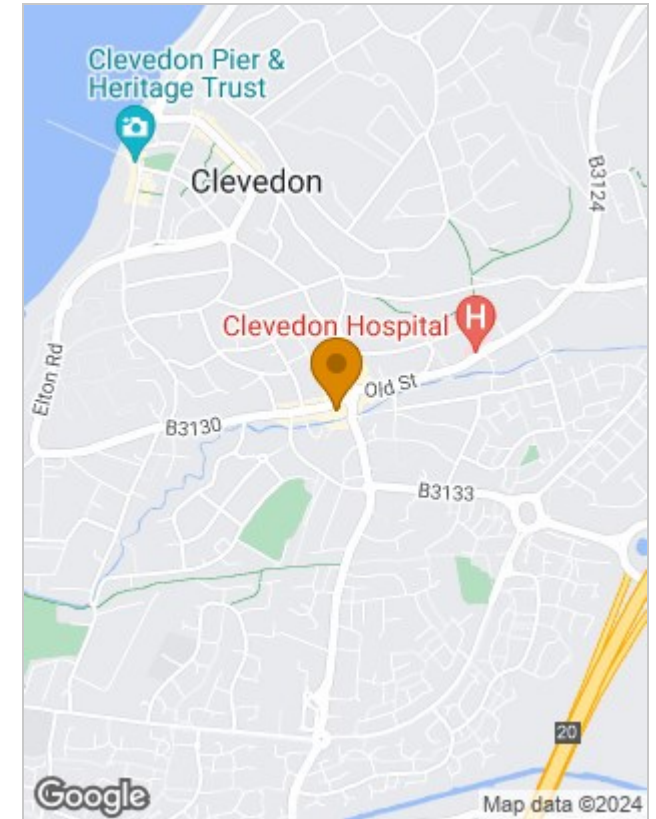 Clevedon Pier &
Heritage Trust
Clevedon
B3124
Clevedon Hospital
H
Elton Rd
Old St
B3130
B3133
20
Google
Map data ©2024